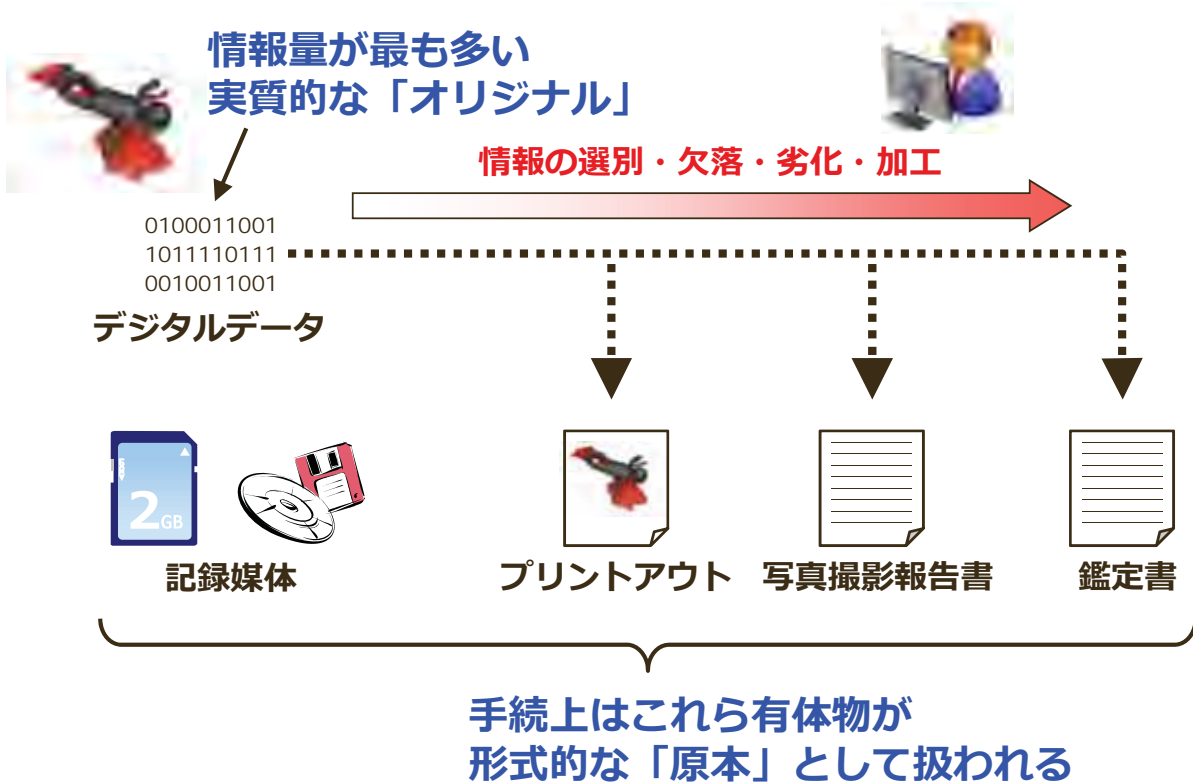 情報量が最も多い
実質的な「オリジナル」
情報の選別・欠落・劣化・加工
0100011001
1011110111
0010011001
デジタルデータ
LOCK
2GB
記録媒体
プリントアウト
写真撮影報告書
鑑定書
手続上はこれら有体物が
形式的な「原本」として扱われる